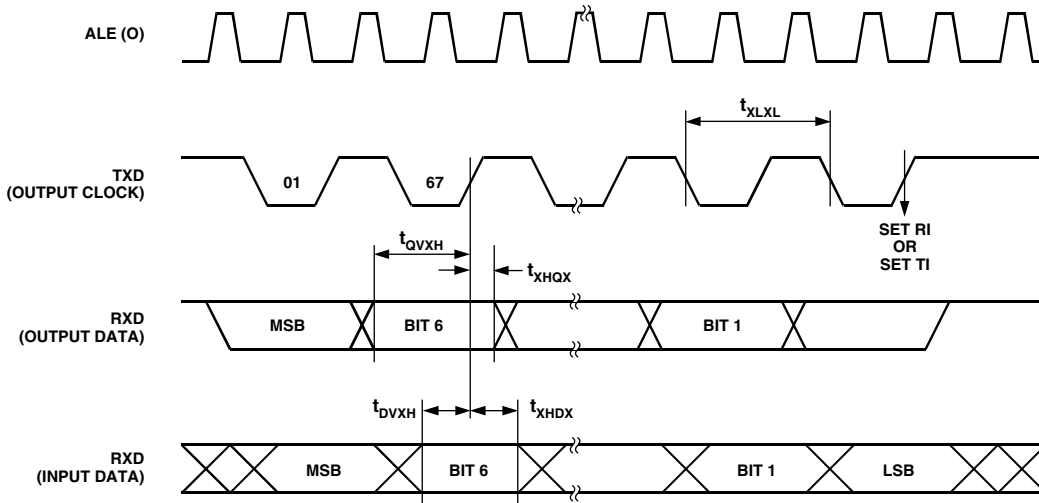 ALE (O)
tXLXL
TXD
(OUTPUT CLOCK)
01
67
SET RI
OR
SET TI
tQVXH
tXHQX
RXD
(OUTPUT DATA)
MSB
BIT 6
BIT 1
tDVXH
tXHDX
RXD
(INPUT DATA)
MSB
BIT 6
BIT 1
LSB